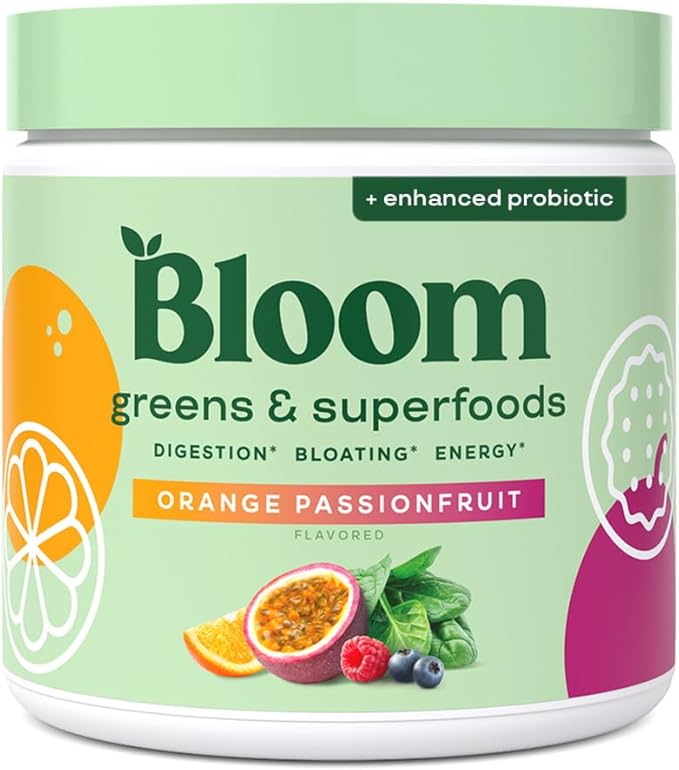 + enhanced probiotic
Bloom
greens & superfoods
DIGESTION* BLOATING* ENERGY*
ORANGE PASSIONFRUIT
FLAVORED